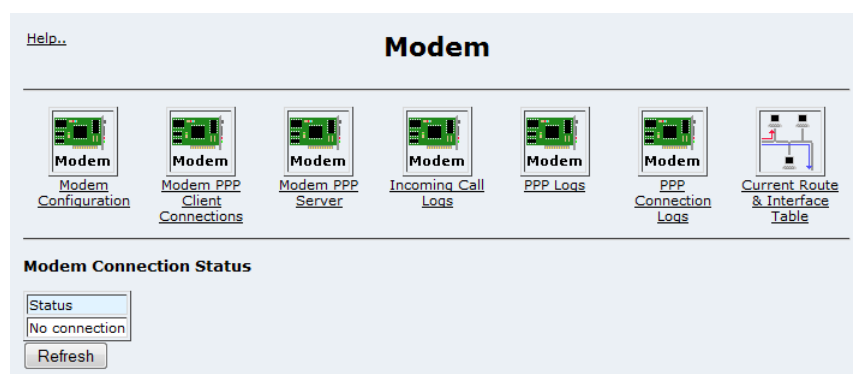 Help..
Modem
Modem
Modem
Modem
Modem
Modem
Modem
Modem
Configuration
Modem PPP
Client
Connections
Modem PPP
Server
Incoming Call
Logs
PPP Logs
PPP
Connection
Logs
Current Route
& Interface
Table
Modem Connection Status
Status
No connection
Refresh